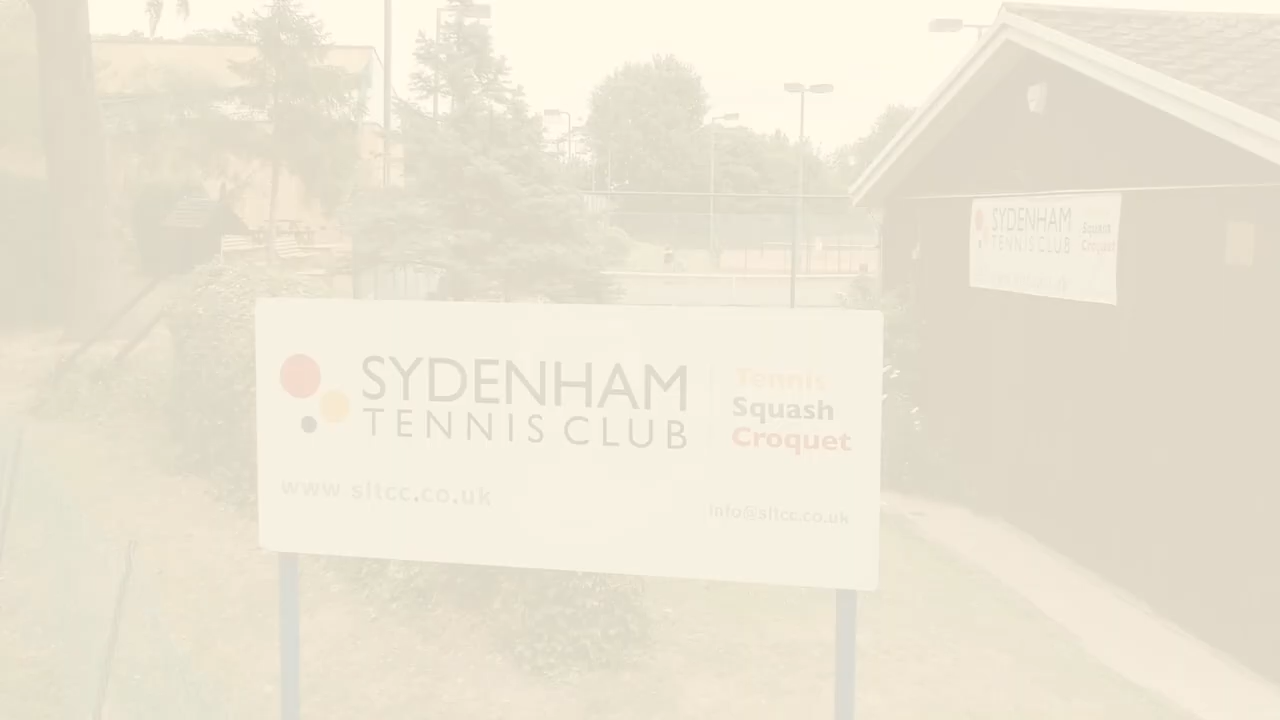 SYDENHAM
TENNIS CLUB
Tennis
Squash
Croquet
www.sltcc.co.uk
info@sltcc.co.uk
SYDENHAM
TENNIS CLUB
Squash
Croquet